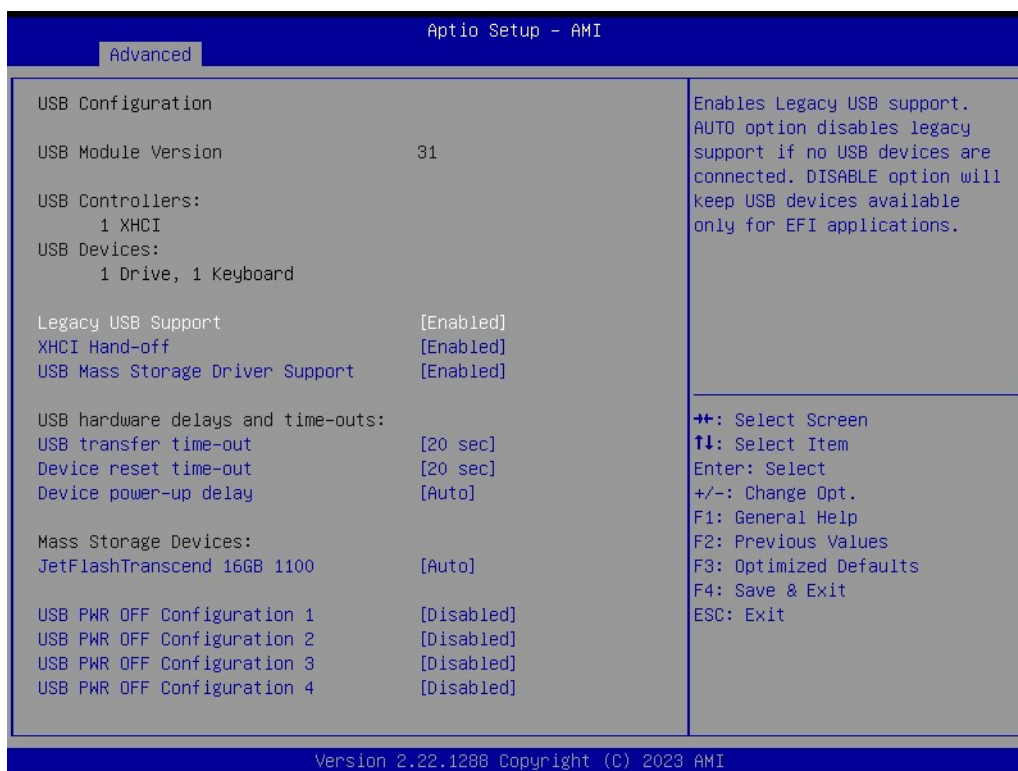 Aptio Setup – AMI
Advanced
USB Configuration
USB Module Version 31
USB Controllers:
1 XHCI
USB Devices:
1 Drive, 1 Keyboard
Legacy USB Support [Enabled]
XHCI Hand-off [Enabled]
USB Mass Storage Driver Support [Enabled]
USB hardware delays and time-outs:
USB transfer time-out [20 sec]
Device reset time-out [20 sec]
Device power-up delay [Auto]
Mass Storage Devices:
JetFlashTranscend 16GB 1100 [Auto]
USB PWR OFF Configuration 1 [Disabled]
USB PWR OFF Configuration 2 [Disabled]
USB PWR OFF Configuration 3 [Disabled]
USB PWR OFF Configuration 4 [Disabled]
Enables Legacy USB support.
AUTO option disables legacy
support if no USB devices are
connected. DISABLE option will
keep USB devices available
only for EFI applications.
→←: Select Screen
↑↓: Select Item
Enter: Select
+/-: Change Opt.
F1: General Help
F2: Previous Values
F3: Optimized Defaults
F4: Save & Exit
ESC: Exit
Version 2.22.1288 Copyright (C) 2023 AMI